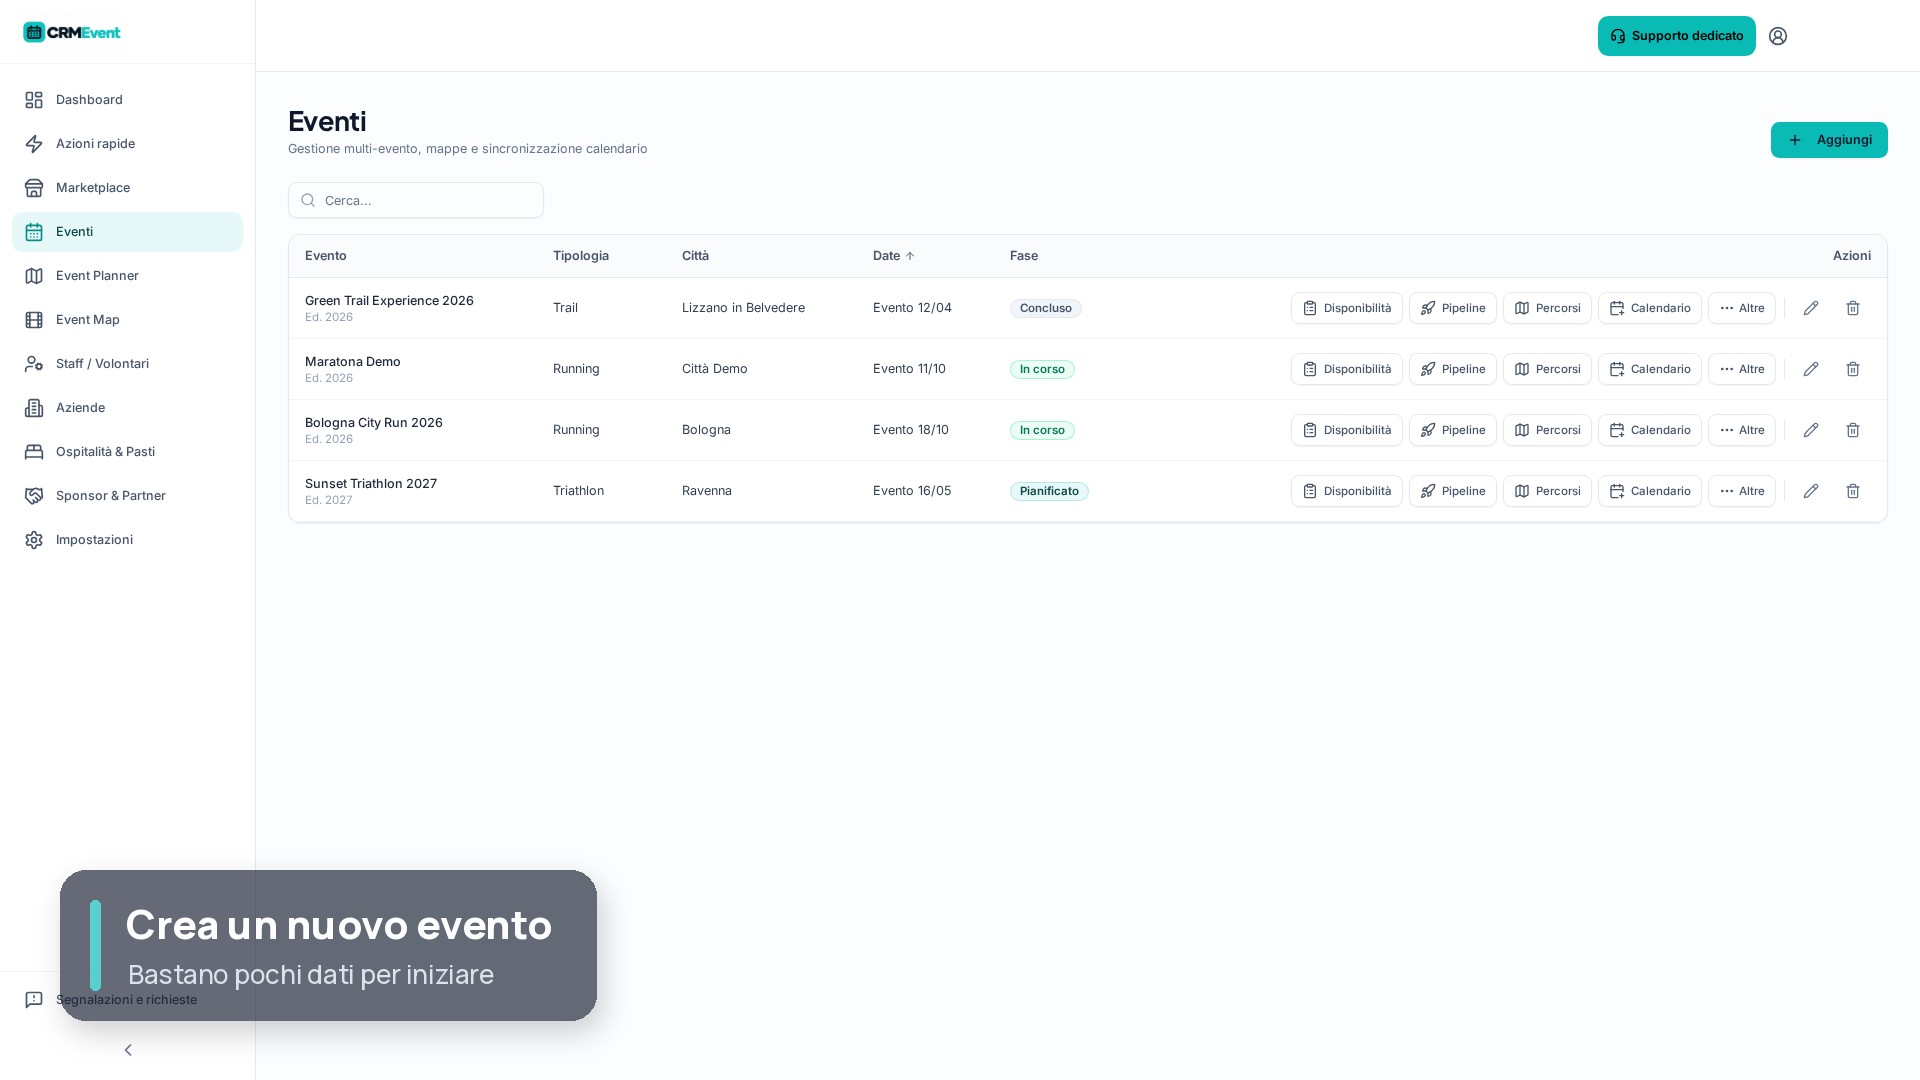 CRMEvent
Supporto dedicato
Dashboard
Azioni rapide
Marketplace
Eventi
Event Planner
Event Map
Staff / Volontari
Aziende
Ospitalità & Pasti
Sponsor & Partner
Impostazioni
Eventi
Gestione multi-evento, mappe e sincronizzazione calendario
Aggiungi
Cerca...
Evento Tipologia Città Date Fase Azioni
Green Trail Experience 2026 Trail Lizzano in Belvedere Evento 12/04 Concluso Disponibilità Pipeline Percorsi Calendario Altre
Ed. 2026
Maratona Demo Running Città Demo Evento 11/10 In corso Disponibilità Pipeline Percorsi Calendario Altre
Ed. 2026
Bologna City Run 2026 Running Bologna Evento 18/10 In corso Disponibilità Pipeline Percorsi Calendario Altre
Ed. 2026
Sunset Triathlon 2027 Triathlon Ravenna Evento 16/05 Pianificato Disponibilità Pipeline Percorsi Calendario Altre
Ed. 2027
Crea un nuovo evento
Bastano pochi dati per iniziare
Segnalazioni e richieste